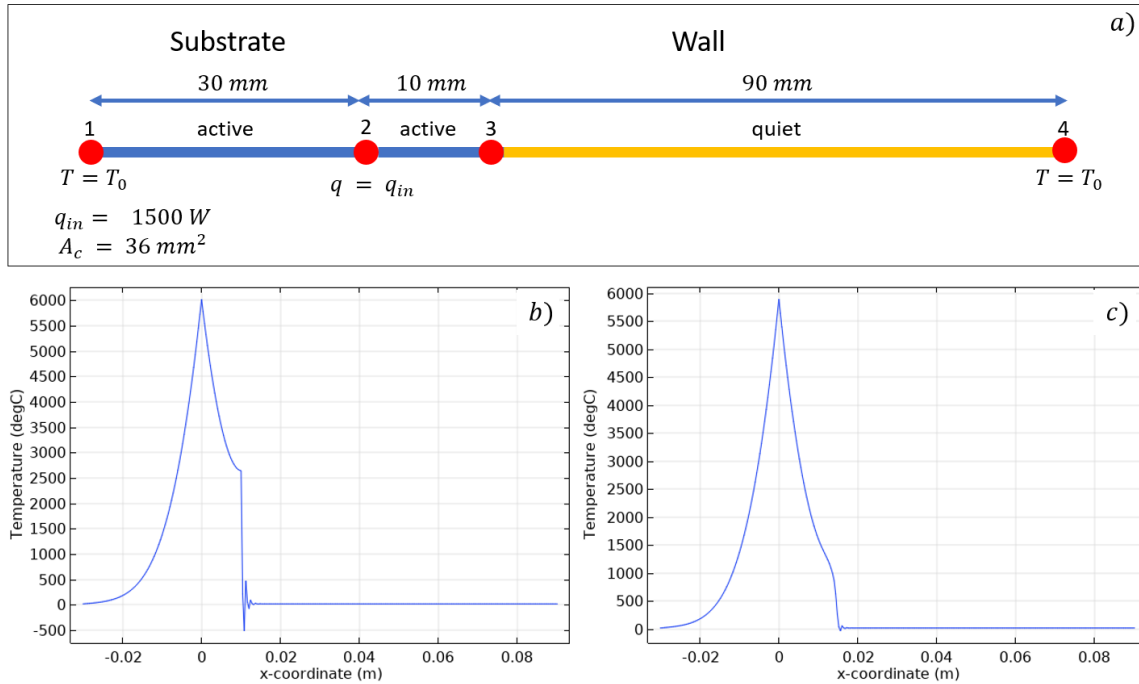 a)
Substrate Wall
30 mm 10 mm 90 mm
1 active 2 active 3 quiet 4
T = T₀ q = qᵢₙ T = T₀
qᵢₙ = 1500 W
A_c = 36 mm²
b)
6000
5500
5000
4500
4000
3500
3000
2500
2000
1500
1000
500
0
-500
Temperature (degC)
-0.02 0 0.02 0.04 0.06 0.08
x-coordinate (m)
c)
6000
5500
5000
4500
4000
3500
3000
2500
2000
1500
1000
500
0
Temperature (degC)
-0.02 0 0.02 0.04 0.06 0.08
x-coordinate (m)